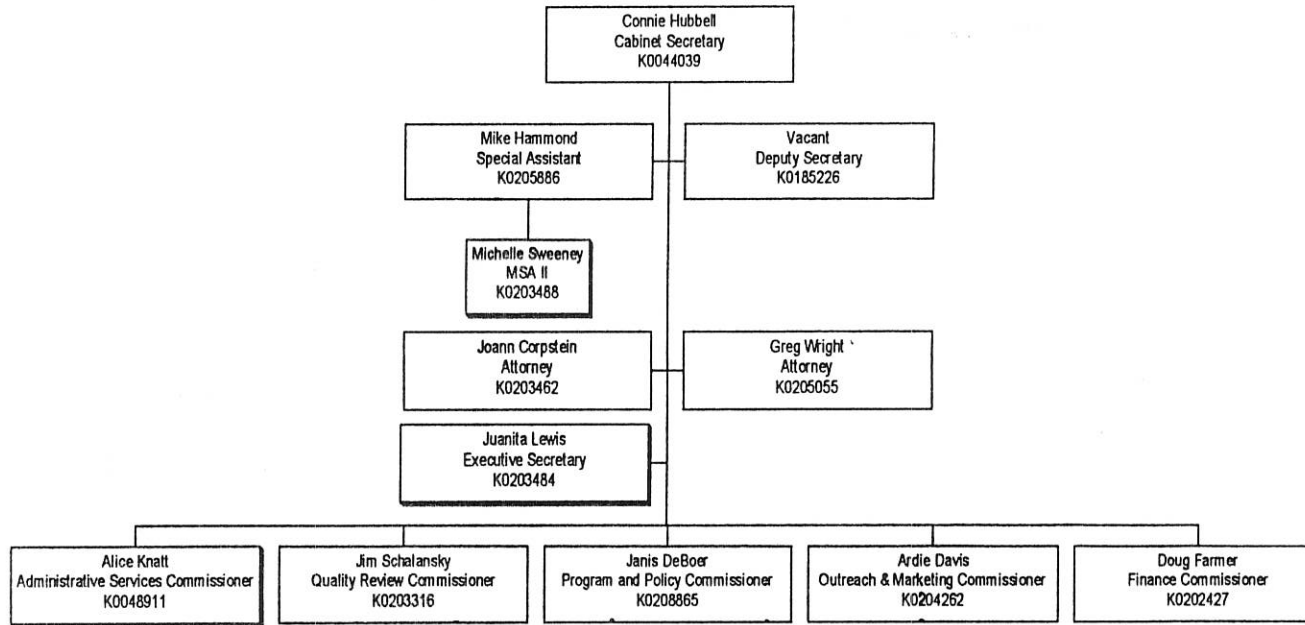 Connie Hubbell
Cabinet Secretary
K0044039
Mike Hammond
Special Assistant
K0205886
Vacant
Deputy Secretary
K0185226
Michelle Sweeney
MSA II
K0203488
Joann Corpstein
Attorney
K0203462
Greg Wright
Attorney
K0205055
Juanita Lewis
Executive Secretary
K0203484
Alice Knatt
Administrative Services Commissioner
K0048911
Jim Schalansky
Quality Review Commissioner
K0203316
Janis DeBoer
Program and Policy Commissioner
K0208865
Ardie Davis
Outreach & Marketing Commissioner
K0204262
Doug Farmer
Finance Commissioner
K0202427